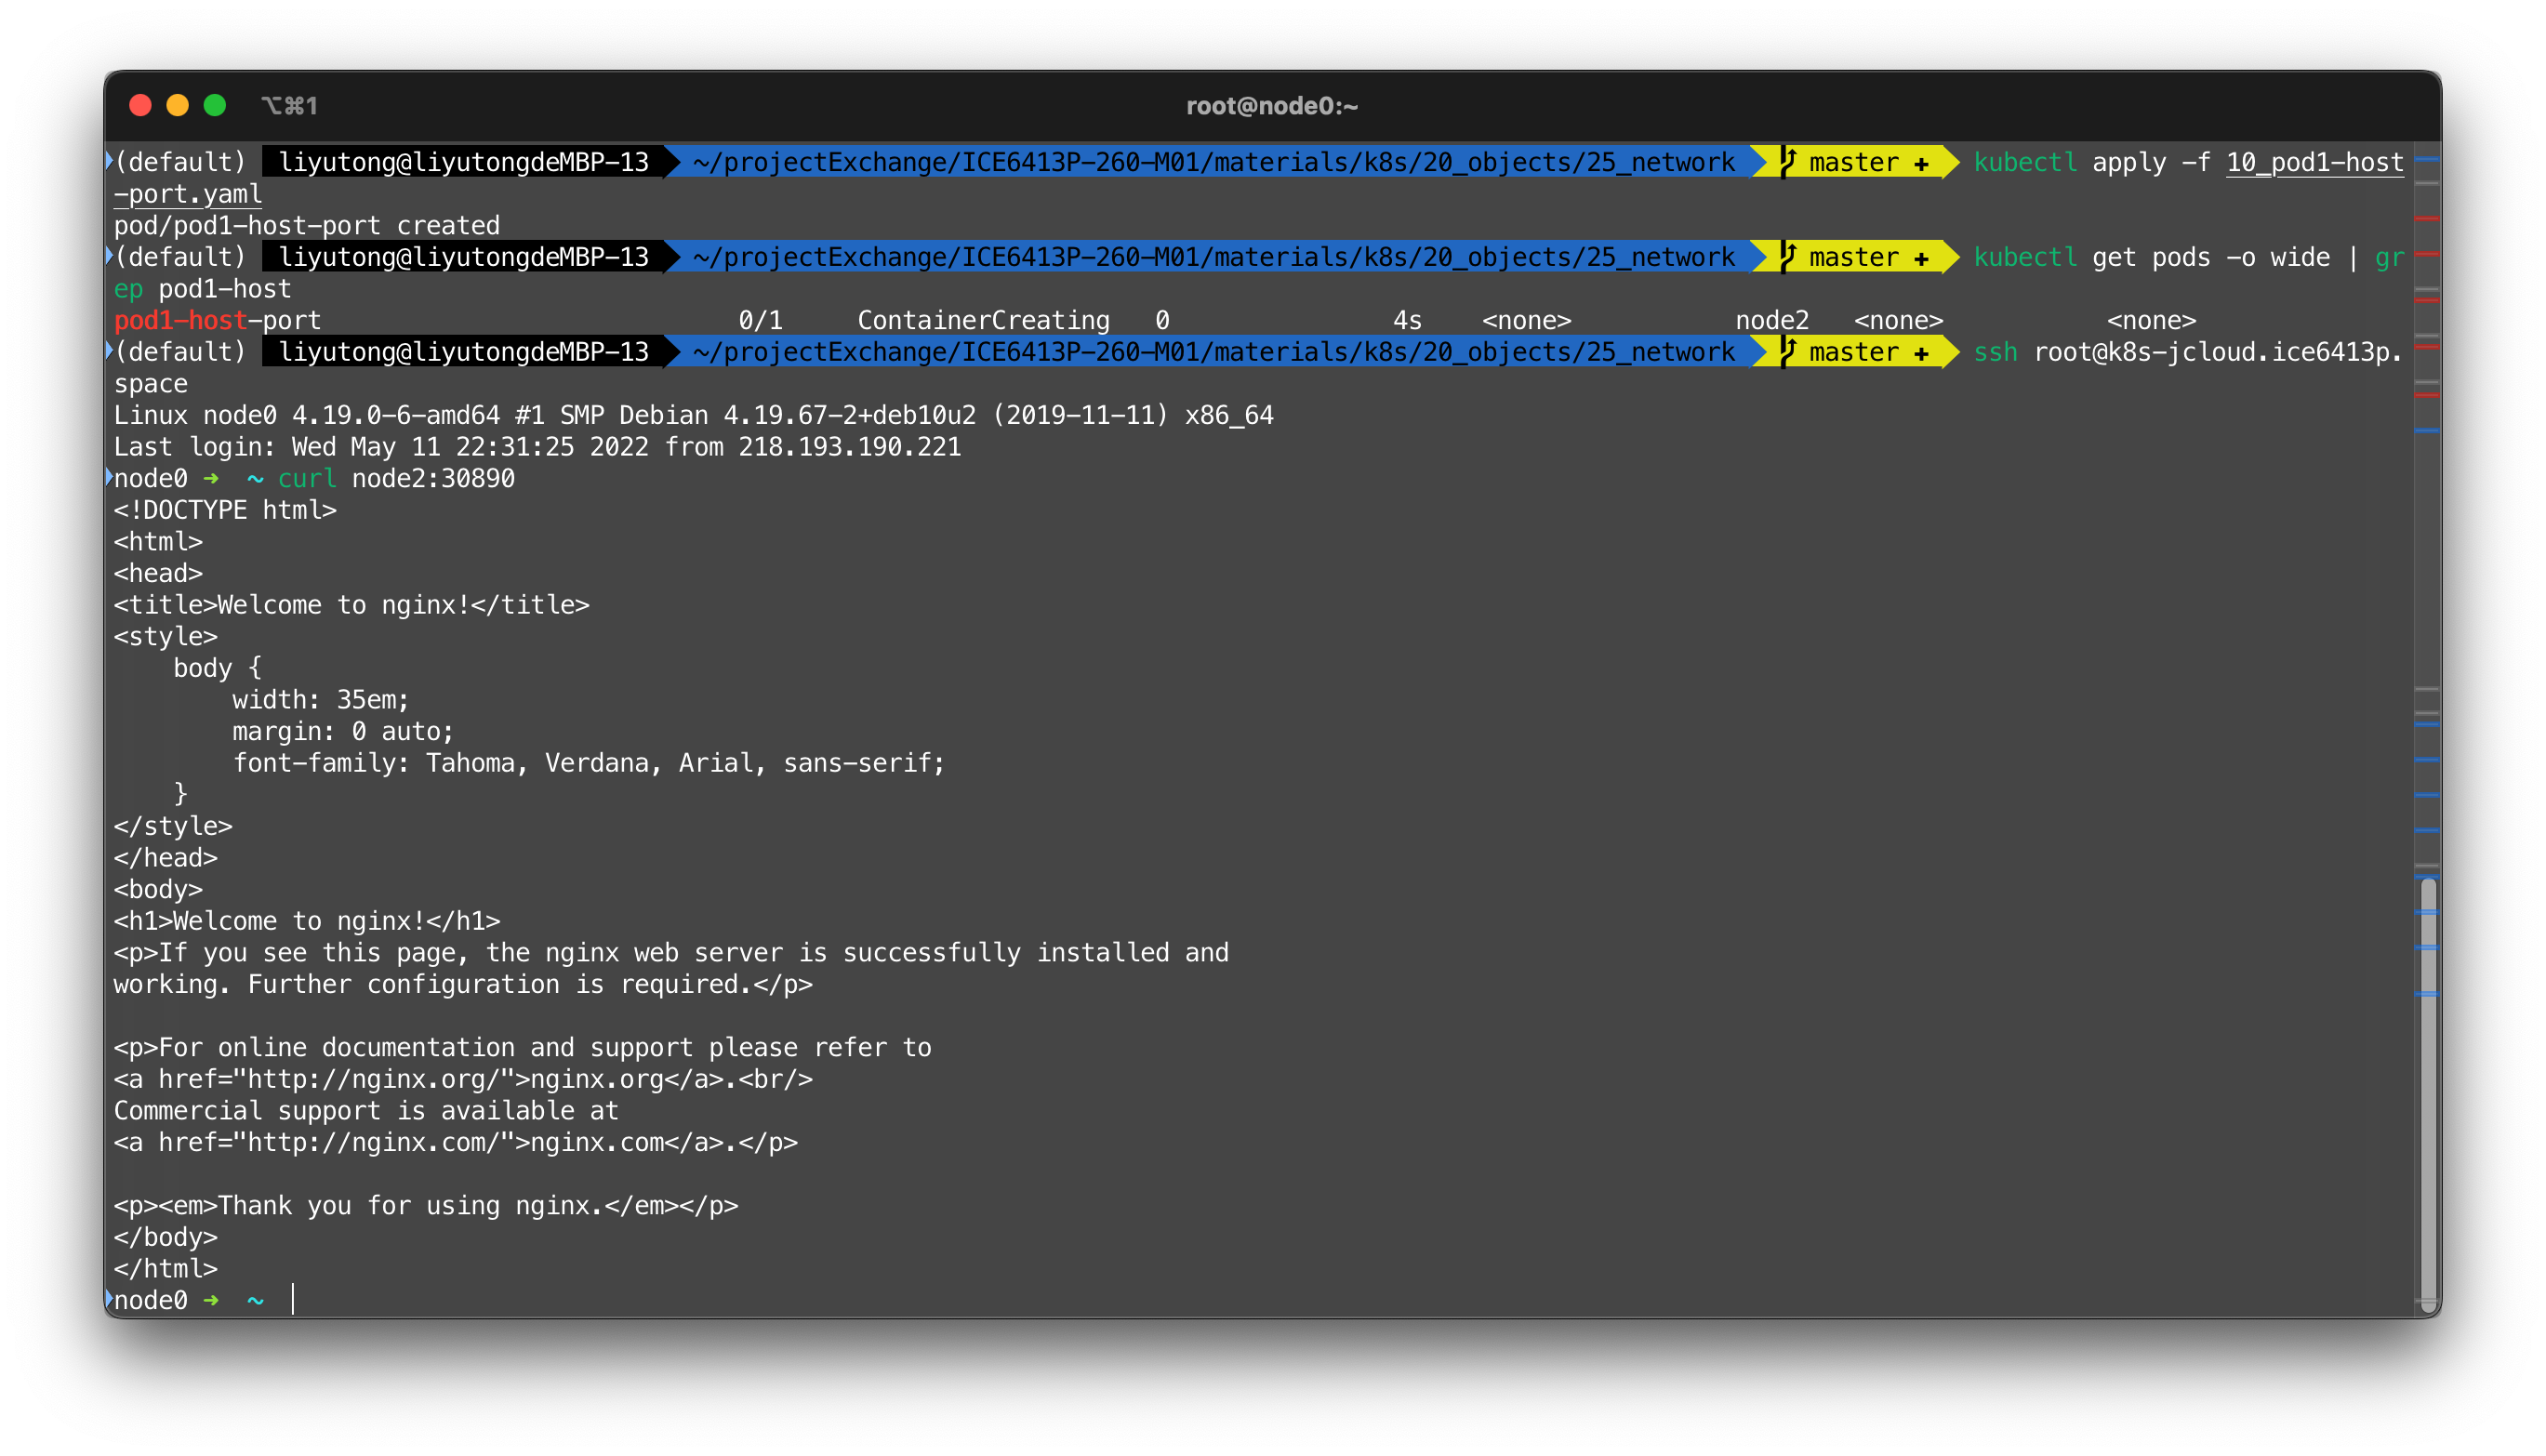 ⌥⌘1
root@node0:~
(default) liyutong@liyutongdeMBP-13 ~/projectExchange/ICE6413P-260-M01/materials/k8s/20_objects/25_network master + kubectl apply -f 10_pod1-host
-port.yaml
pod/pod1-host-port created
(default) liyutong@liyutongdeMBP-13 ~/projectExchange/ICE6413P-260-M01/materials/k8s/20_objects/25_network master + kubectl get pods -o wide | gr
ep pod1-host
pod1-host-port 0/1 ContainerCreating 0 4s <none> node2 <none> <none>
(default) liyutong@liyutongdeMBP-13 ~/projectExchange/ICE6413P-260-M01/materials/k8s/20_objects/25_network master + ssh root@k8s-jcloud.ice6413p.
space
Linux node0 4.19.0-6-amd64 #1 SMP Debian 4.19.67-2+deb10u2 (2019-11-11) x86_64
Last login: Wed May 11 22:31:25 2022 from 218.193.190.221
node0 ➜ ~ curl node2:30890
<!DOCTYPE html>
<html>
<head>
<title>Welcome to nginx!</title>
<style>
    body {
        width: 35em;
        margin: 0 auto;
        font-family: Tahoma, Verdana, Arial, sans-serif;
    }
</style>
</head>
<body>
<h1>Welcome to nginx!</h1>
<p>If you see this page, the nginx web server is successfully installed and
working. Further configuration is required.</p>

<p>For online documentation and support please refer to
<a href="http://nginx.org/">nginx.org</a>.<br/>
Commercial support is available at
<a href="http://nginx.com/">nginx.com</a>.</p>

<p><em>Thank you for using nginx.</em></p>
</body>
</html>
node0 ➜ ~